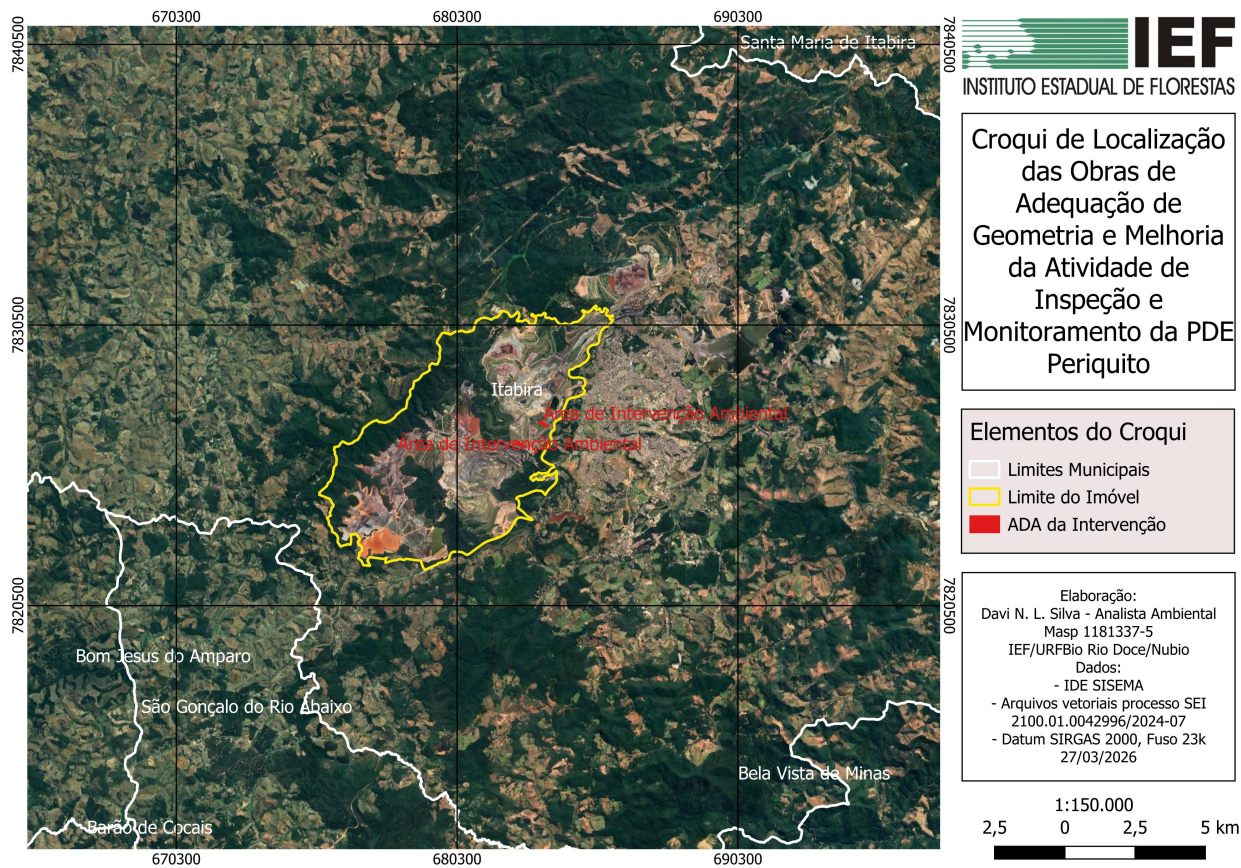 670300 680300 690300
7840500
7840500
Santa Maria de Itabira
IEF
INSTITUTO ESTADUAL DE FLORESTAS
Croqui de Localização
das Obras de
Adequação de
Geometria e Melhoria
da Atividade de
Inspeção e
Monitoramento da PDE
Periquito
7830500
7830500
Itabira
Área de Intervenção Ambiental
Área de Intervenção Ambiental
Elementos do Croqui
Limites Municipais
Limite do Imóvel
ADA da Intervenção
7820500
7820500
Bom Jesus do Amparo
São Gonçalo do Rio Abaixo
Bela Vista de Minas
Barão de Cocais
670300 680300 690300
Elaboração:
Davi N. L. Silva - Analista Ambiental
Masp 1181337-5
IEF/URFBio Rio Doce/Nubio
Dados:
- IDE SISEMA
- Arquivos vetoriais processo SEI
2100.01.0042996/2024-07
- Datum SIRGAS 2000, Fuso 23k
27/03/2026
1:150.000
2,5 0 2,5 5 km